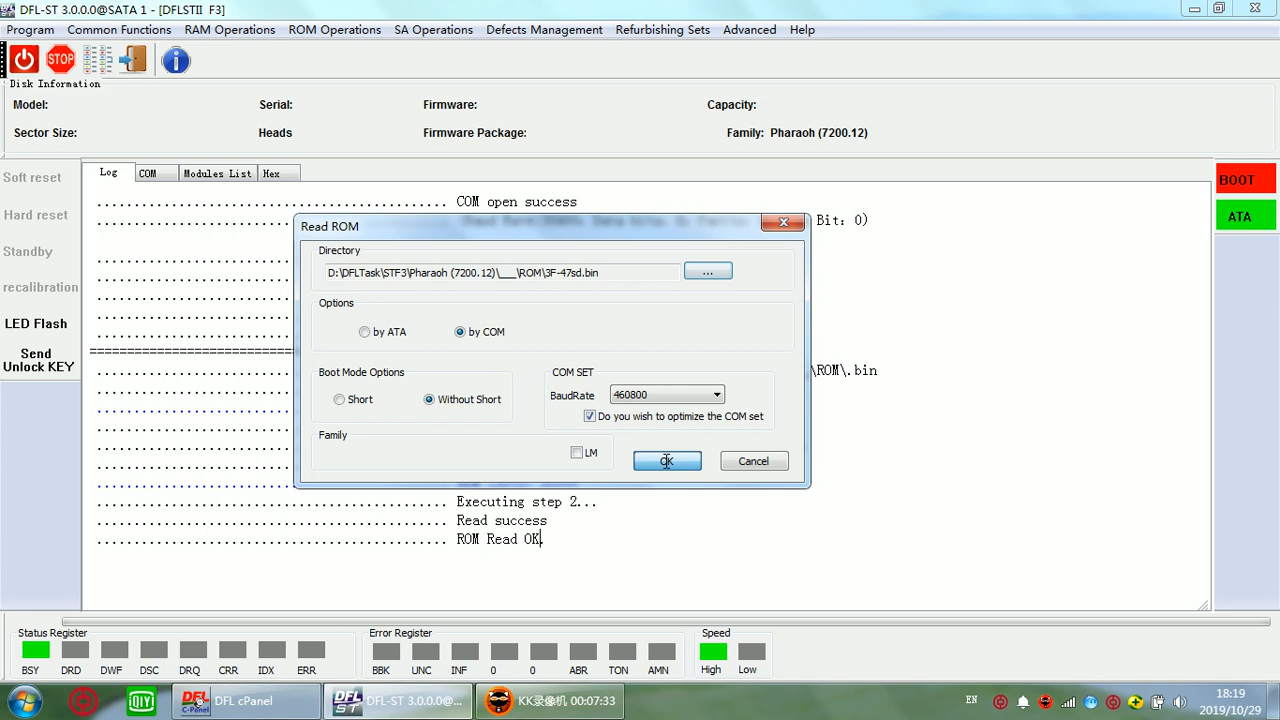 DFL-ST 3.0.0.0@SATA 1 - [DFLSTII F3]
Program Common Functions RAM Operations ROM Operations SA Operations Defects Management Refurbishing Sets Advanced Help
STOP
Disk Information
Model: Serial: Firmware: Capacity:
Sector Size: Heads Firmware Package: Family: Pharaoh (7200.12)
Soft reset
Hard reset
Standby
recalibration
LED Flash
Send
Unlock KEY
Log COM Modules List Hex
COM open success
Bit: 0)
\ROM\.bin
Executing step 2...
Read success
ROM Read OK
Read ROM
Directory
D:\DFLTask\STF3\Pharaoh (7200.12)\___\ROM\3F-47sd.bin
...
Options
by ATA by COM
Boot Mode Options
Short Without Short
COM SET
BaudRate 460800
Do you wish to optimize the COM set
Family
LM
OK Cancel
BOOT
ATA
Status Register Error Register Speed
BSY DRD DWF DSC DRQ CRR IDX ERR BBK UNC INF 0 0 ABR TON AMN High Low
QIY
DFL
C-Panel
DFL cPanel
DFL
ST
DFL-ST 3.0.0.0@...
KK录像机 00:07:33
EN
18:19
2019/10/29